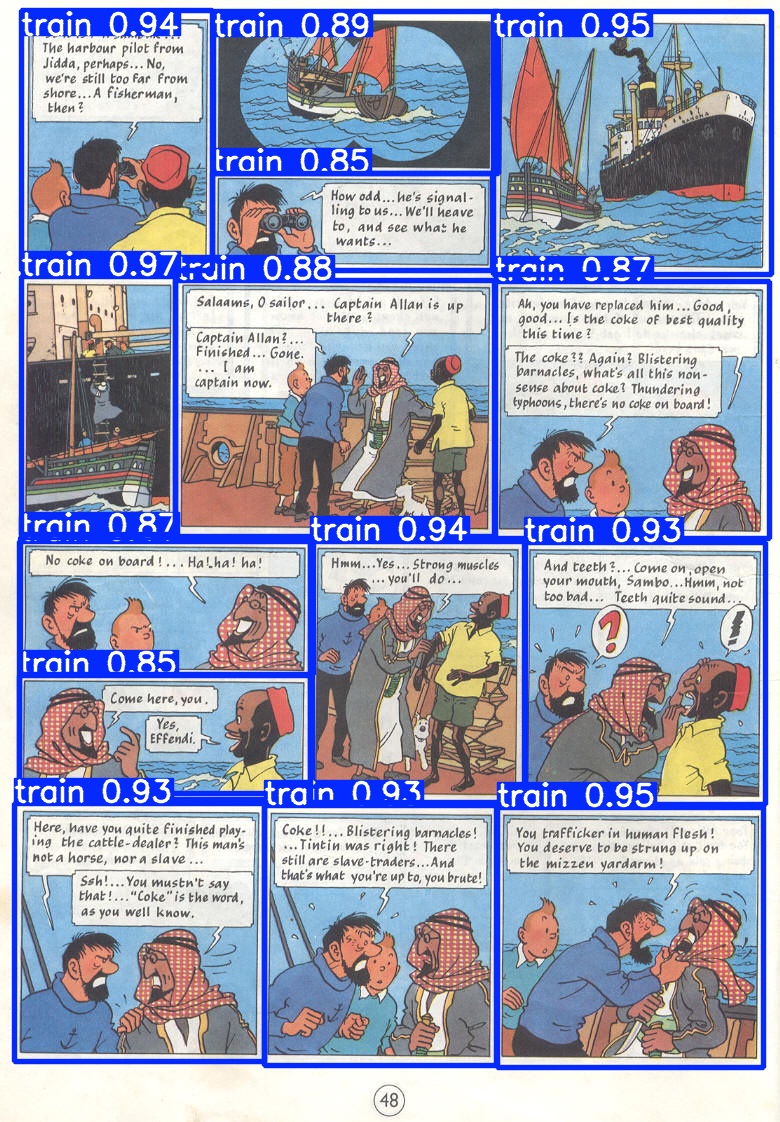 train 0.94
The harbour pilot from
Jidda, perhaps... No,
we're still too far from
shore... A fisherman,
then?
train 0.89
train 0.85
How odd... he's signal-
ling to us... We'll heave
to, and see what he
wants...
train 0.95
train 0.97
train 0.88
Salaams, O sailor... Captain Allan is up
there?
Captain Allan?...
Finished... Gone.
... I am
captain now.
train 0.87
Ah, you have replaced him... Good,
good... Is the coke of best quality
this time?
The coke?? Again? Blistering
barnacles, what's all this non-
sense about coke? Thundering
typhoons, there's no coke on board!
train 0.87
No coke on board!... Ha! ha! ha!
train 0.85
Come here, you.
Yes,
Effendi.
train 0.94
Hmm... Yes... Strong muscles
... you'll do...
train 0.93
And teeth?... Come on, open
your mouth, Sambo... Hmm, not
too bad... Teeth quite sound...
?
!
train 0.93
Here, have you quite finished play-
ing the cattle-dealer? This man's
not a horse, nor a slave...
Ssh!... You mustn't say
that!... "Coke" is the word,
as you well know.
train 0.93
Coke!!... Blistering barnacles!
... Tintin was right! There
still are slave-traders... And
that's what you're up to, you brute!
train 0.95
You trafficker in human flesh!
You deserve to be strung up on
the mizzen yardarm!
48